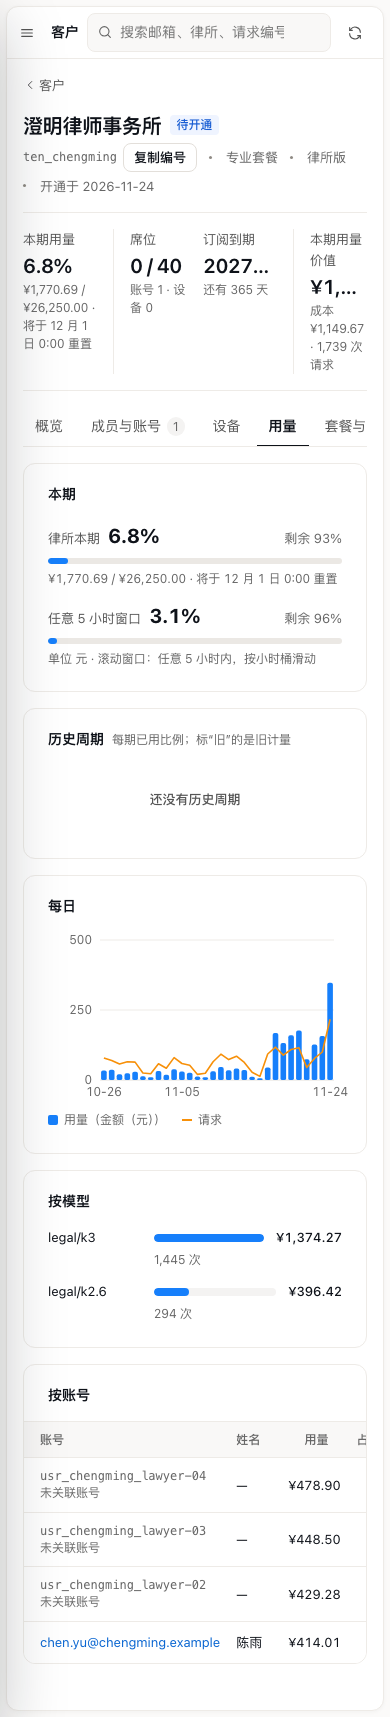 客户
搜索邮箱、律所、请求编号
客户
澄明律师事务所 待开通
ten_chengming 复制编号 • 专业套餐 • 律所版
• 开通于 2026-11-24
本期用量
6.8%
¥1,770.69 /
¥26,250.00 ·
将于 12 月 1
日 0:00 重置
席位
0 / 40
账号 1 · 设
备 0
订阅到期
2027...
还有 365 天
本期用量
价值
¥1,...
成本
¥1,149.67
· 1,739 次
请求
概览 成员与账号 1 设备 用量 套餐与
本期
律所本期 6.8% 剩余 93%
¥1,770.69 / ¥26,250.00 · 将于 12 月 1 日 0:00 重置
任意 5 小时窗口 3.1% 剩余 96%
单位 元 · 滚动窗口：任意 5 小时内，按小时桶滑动
历史周期 每期已用比例；标“旧”的是旧计量
还没有历史周期
每日
500
250
0
10-26 11-05 11-24
用量（金额（元）） 请求
按模型
legal/k3 ¥1,374.27
1,445 次
legal/k2.6 ¥396.42
294 次
按账号
账号 姓名 用量 占
usr_chengming_lawyer-04 — ¥478.90
未关联账号
usr_chengming_lawyer-03 — ¥448.50
未关联账号
usr_chengming_lawyer-02 — ¥429.28
未关联账号
chen.yu@chengming.example 陈雨 ¥414.01